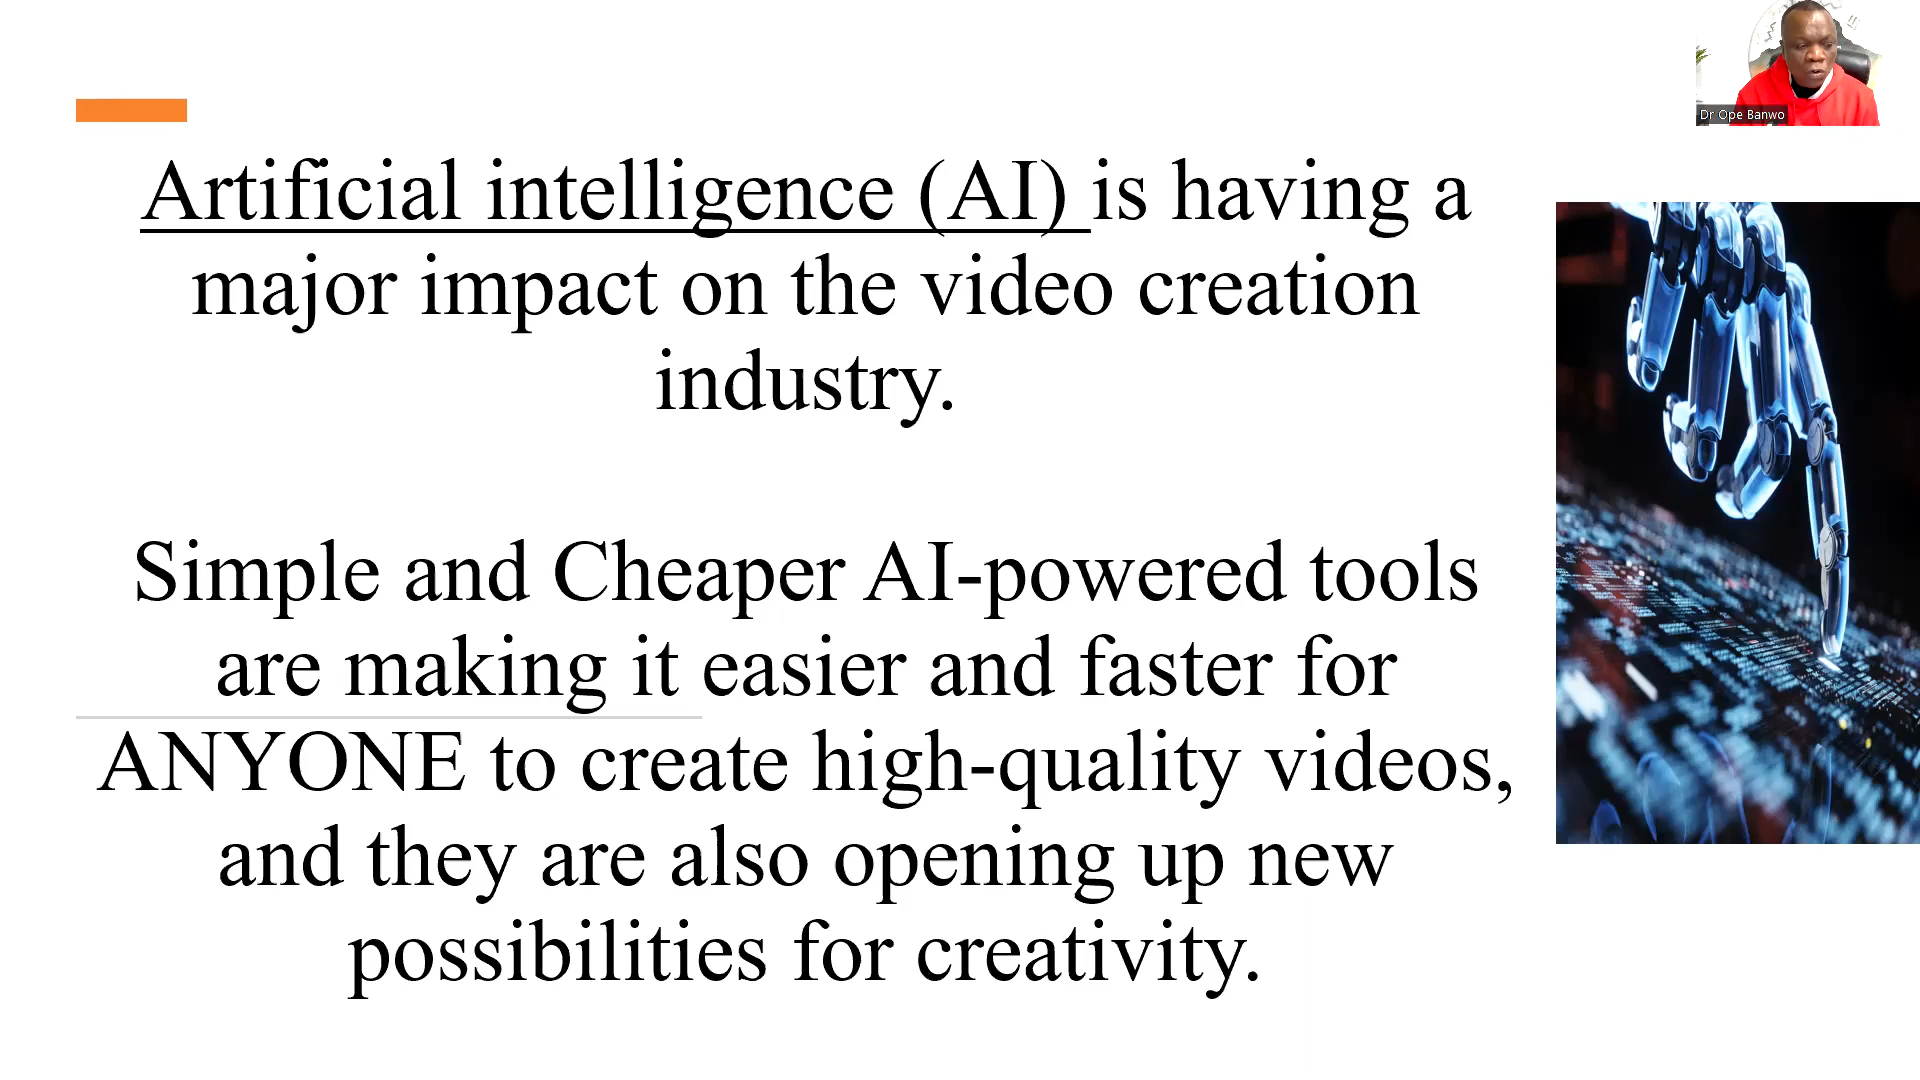 Dr Ope Banwo
Artificial intelligence (AI) is having a
major impact on the video creation
industry.
Simple and Cheaper AI-powered tools
are making it easier and faster for
ANYONE to create high-quality videos,
and they are also opening up new
possibilities for creativity.